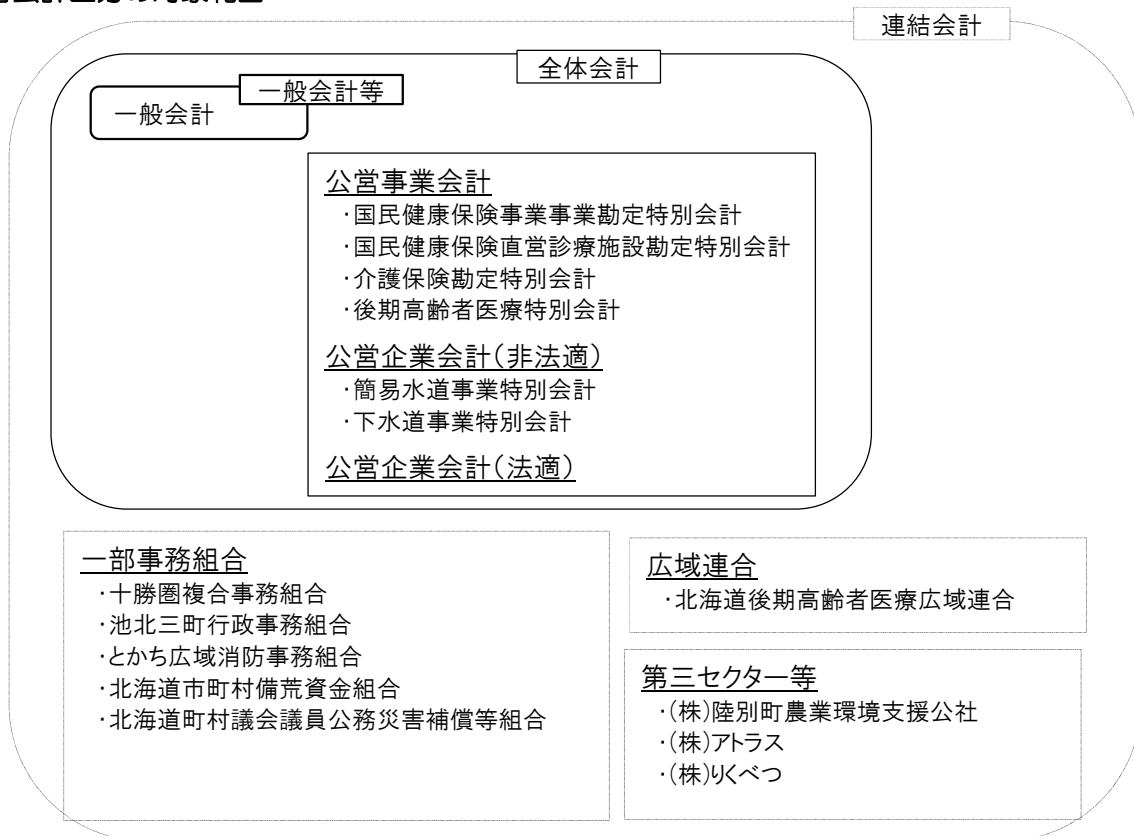 連結会計
全体会計
一般会計等
一般会計
公営事業会計
・国民健康保険事業事業勘定特別会計
・国民健康保険直営診療施設勘定特別会計
・介護保険勘定特別会計
・後期高齢者医療特別会計
公営企業会計(非法適)
・簡易水道事業特別会計
・下水道事業特別会計
公営企業会計(法適)
一部事務組合
・十勝圏複合事務組合
・池北三町行政事務組合
・とかち広域消防事務組合
・北海道市町村備荒資金組合
・北海道町村議会議員公務災害補償等組合
広域連合
・北海道後期高齢者医療広域連合
第三セクター等
・(株)陸別町農業環境支援公社
・(株)アトラス
・(株)りくべつ